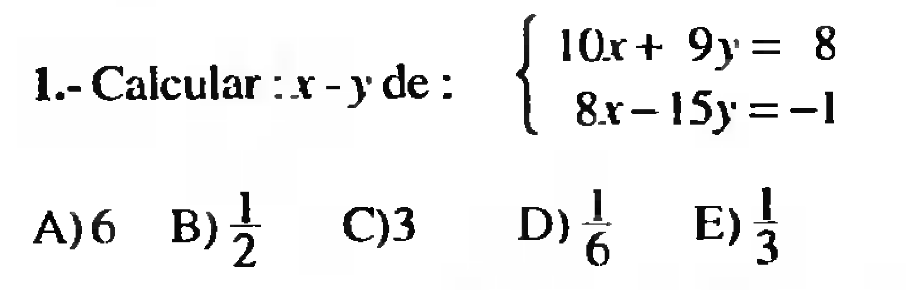 1.- Calcular : x - y de : { 10x + 9y = 8
8x - 15y = -1
A) 6 B) 1/2 C) 3 D) 1/6 E) 1/3